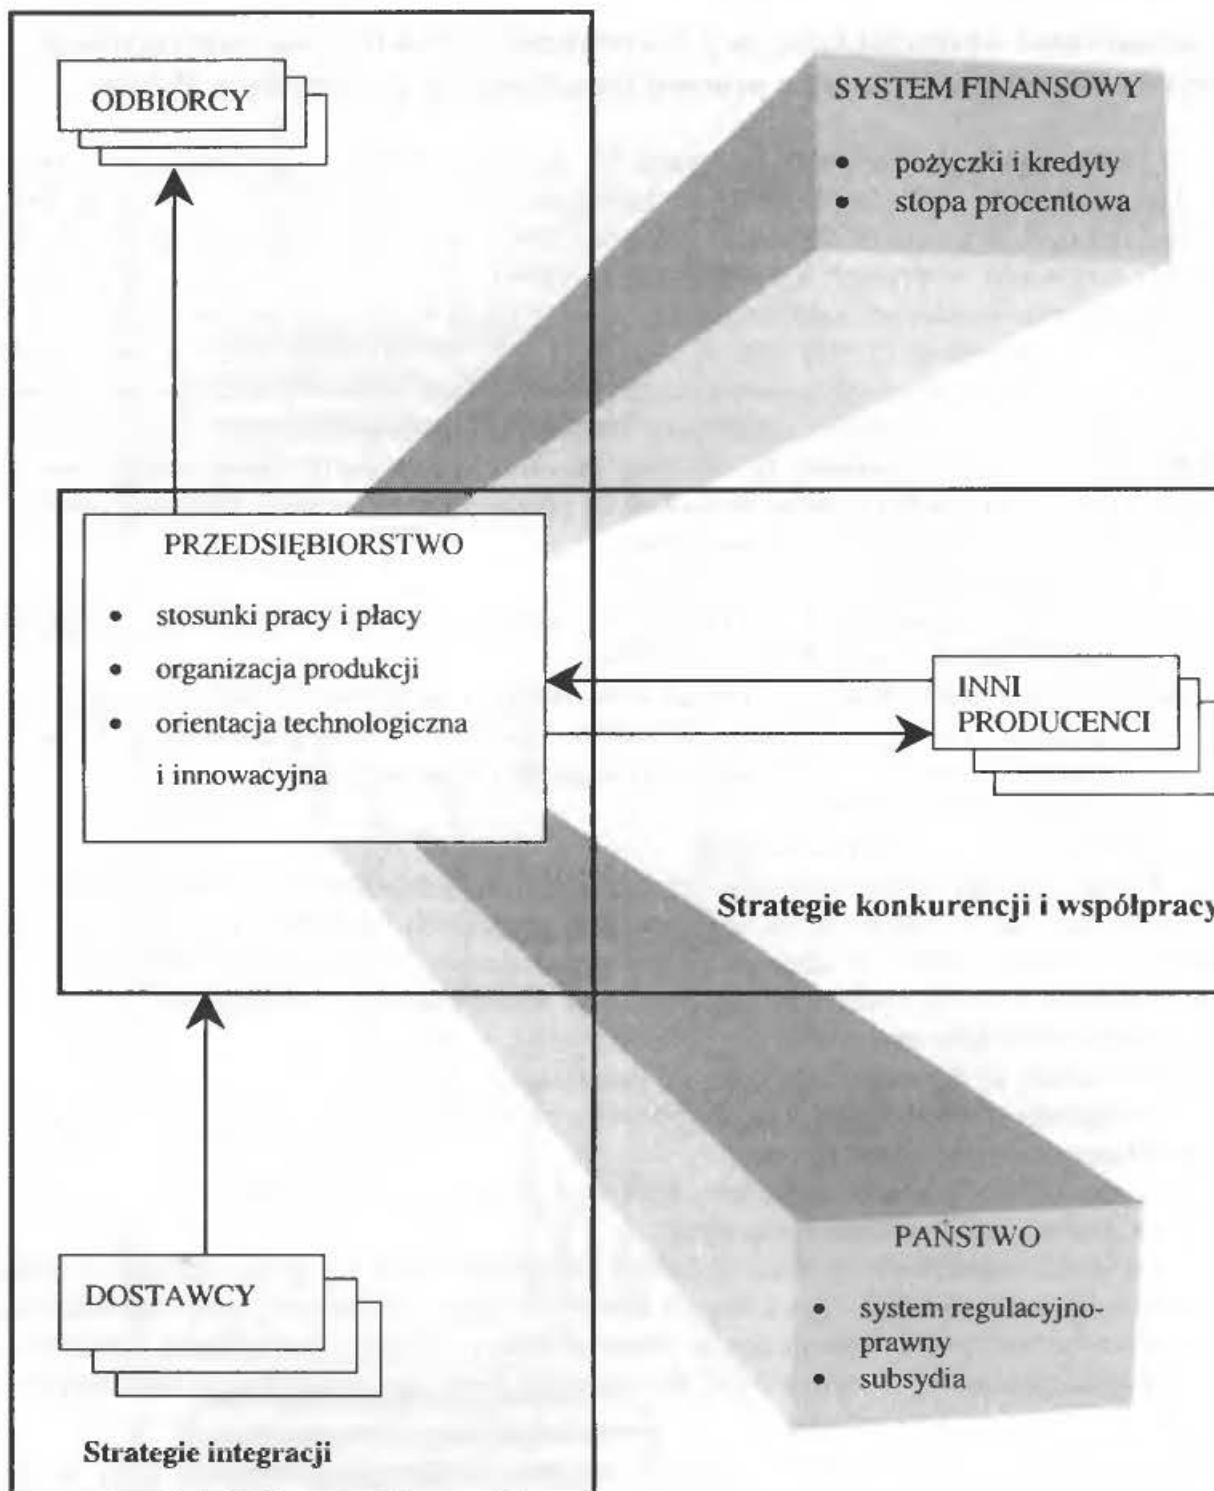 ODBIORCY
SYSTEM FINANSOWY
• pożyczki i kredyty
• stopa procentowa
PRZEDSIĘBIORSTWO
• stosunki pracy i płacy
• organizacja produkcji
• orientacja technologiczna
i innowacyjna
INNI
PRODUCENCI
Strategie konkurencji i współpracy
PAŃSTWO
• system regulacyjno-
prawny
• subsydia
DOSTAWCY
Strategie integracji